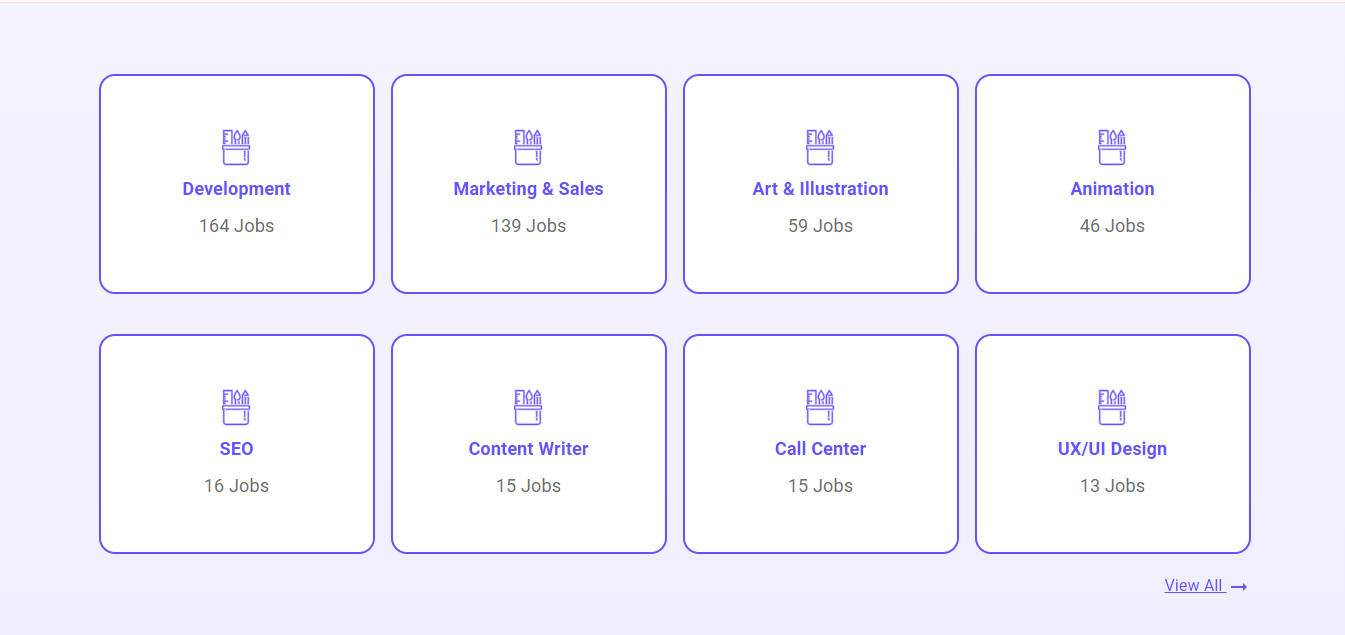 Development
164 Jobs
Marketing & Sales
139 Jobs
Art & Illustration
59 Jobs
Animation
46 Jobs
SEO
16 Jobs
Content Writer
15 Jobs
Call Center
15 Jobs
UX/UI Design
13 Jobs
View All →